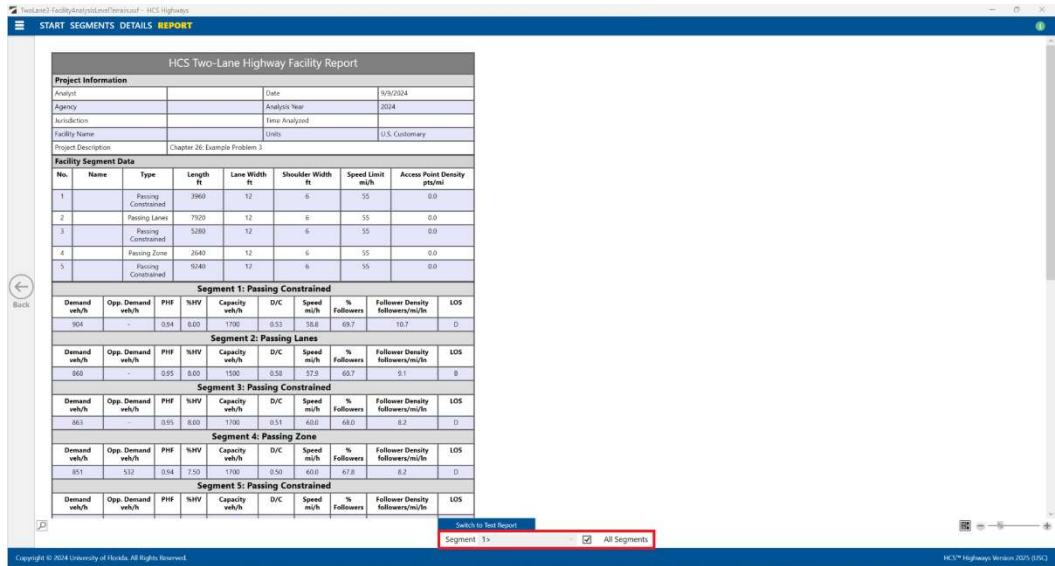 TwoLane3-FacilityAnalysisLevelTerrain.xuf - HCS Highways
START SEGMENTS DETAILS REPORT
HCS Two-Lane Highway Facility Report
Project Information
Analyst Date 9/9/2024
Agency Analysis Year 2024
Jurisdiction Time Analyzed
Facility Name Units U.S. Customary
Project Description Chapter 26: Example Problem 3
Facility Segment Data
No. Name Type Length Lane Width Shoulder Width Speed Limit Access Point Density
ft ft ft mi/h pts/mi
1 Passing Constrained 3960 12 6 55 0.0
2 Passing Lanes 7920 12 6 55 0.0
3 Passing Constrained 5280 12 6 55 0.0
4 Passing Zone 2640 12 6 55 0.0
5 Passing Constrained 9240 12 6 55 0.0
Back
Segment 1: Passing Constrained
Demand Opp. Demand PHF %HV Capacity D/C Speed % Follower Density LOS
veh/h veh/h veh/h mi/h Followers followers/mi/ln
904 - 0.94 8.00 1700 0.53 58.8 69.7 10.7 D
Segment 2: Passing Lanes
Demand Opp. Demand PHF %HV Capacity D/C Speed % Follower Density LOS
veh/h veh/h veh/h mi/h Followers followers/mi/ln
868 - 0.95 8.00 1500 0.58 57.9 60.7 9.1 B
Segment 3: Passing Constrained
Demand Opp. Demand PHF %HV Capacity D/C Speed % Follower Density LOS
veh/h veh/h veh/h mi/h Followers followers/mi/ln
863 - 0.95 8.00 1700 0.51 60.0 68.0 8.2 D
Segment 4: Passing Zone
Demand Opp. Demand PHF %HV Capacity D/C Speed % Follower Density LOS
veh/h veh/h veh/h mi/h Followers followers/mi/ln
851 532 0.94 7.50 1700 0.50 60.0 67.8 8.2 D
Segment 5: Passing Constrained
Demand Opp. Demand PHF %HV Capacity D/C Speed % Follower Density LOS
veh/h veh/h veh/h mi/h Followers followers/mi/ln
Switch to Text Report
Segment 1> All Segments
Copyright © 2024 University of Florida. All Rights Reserved. HCS™ Highways Version 2025 (USC)